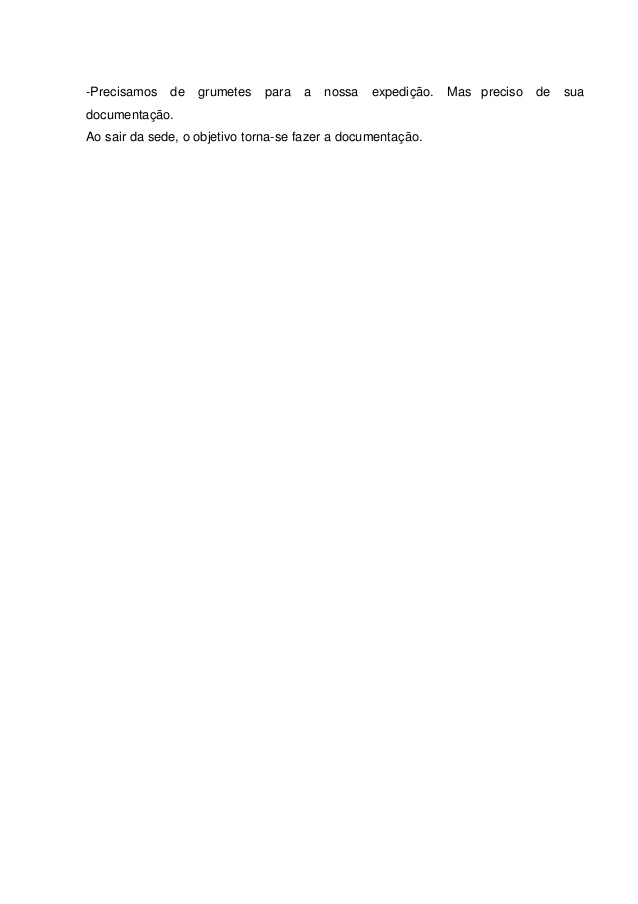 -Precisamos de grumetes para a nossa expedição. Mas preciso de sua
documentação.
Ao sair da sede, o objetivo torna-se fazer a documentação.